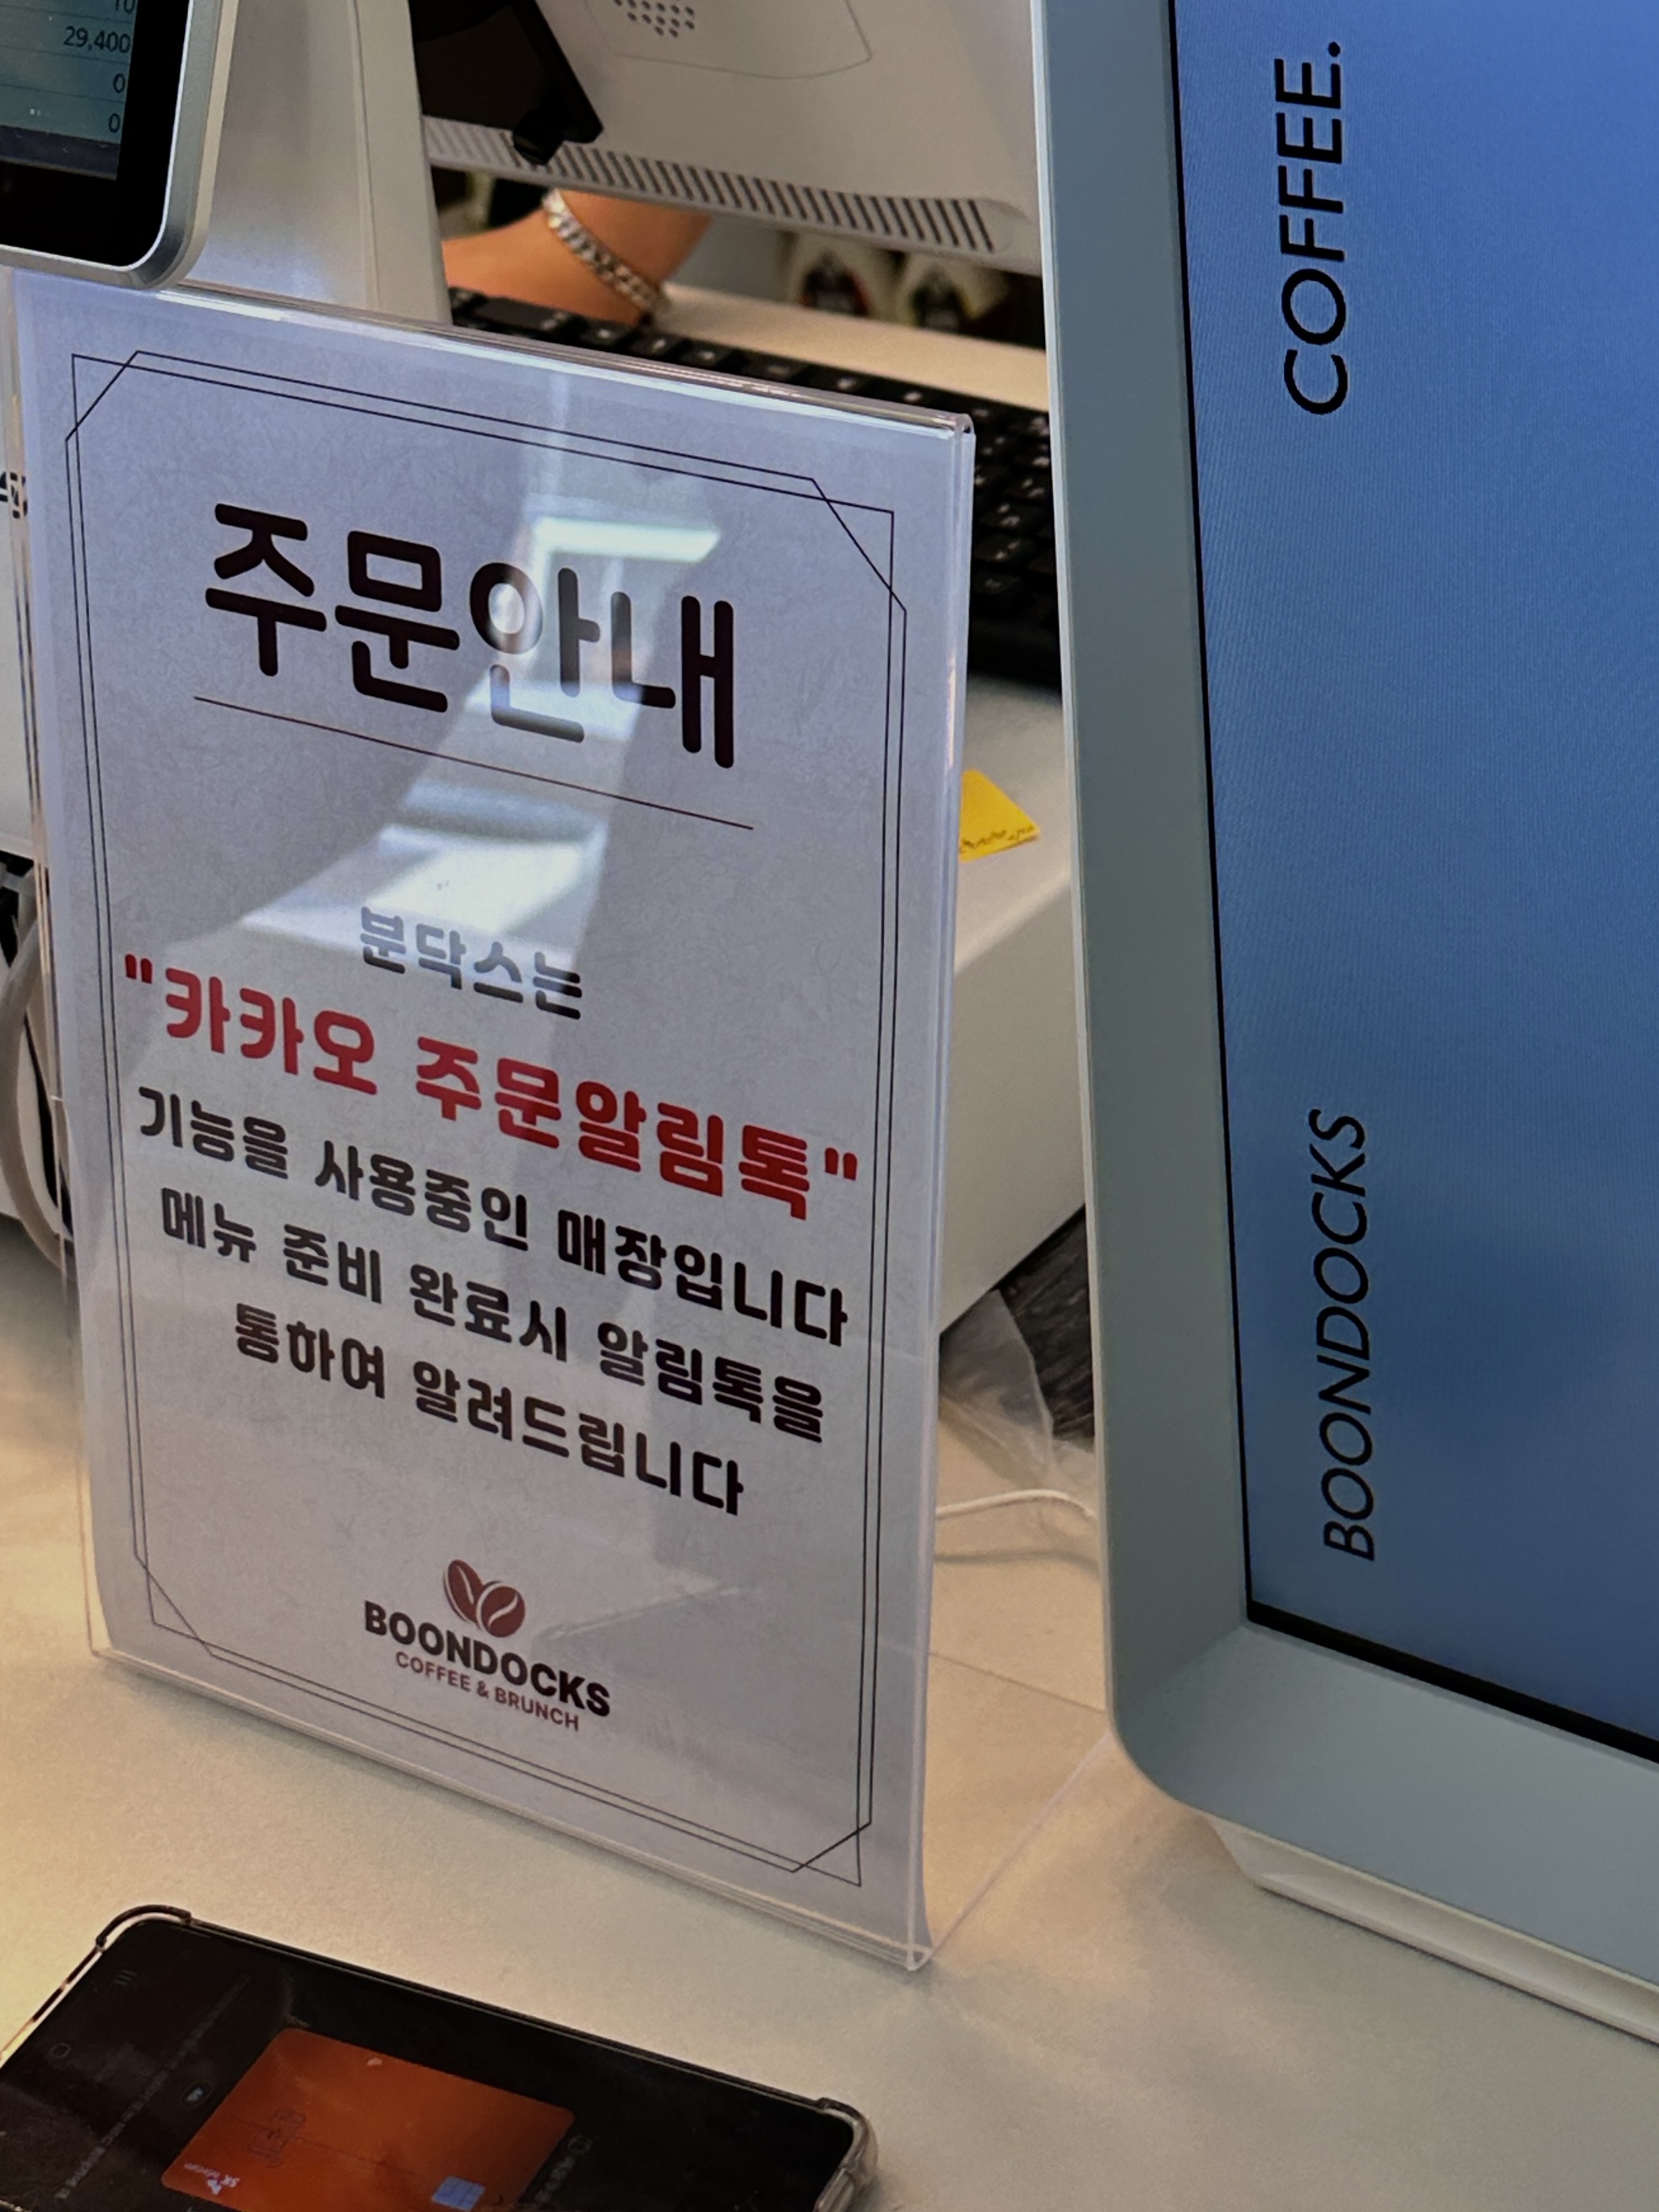 29,400
0
0
주문안내
분닥스는
"카카오 주문알림톡"
기능을 사용중인 매장입니다
메뉴 준비 완료시 알림톡을
통하여 알려드립니다
BOONDOCKS
COFFEE & BRUNCH
BOONDOCKS
COFFEE.